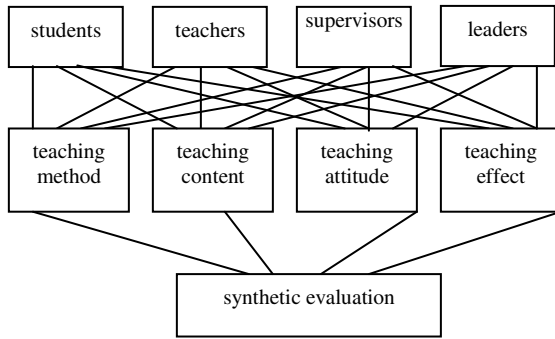 students
teachers
supervisors
leaders
teaching
method
teaching
content
teaching
attitude
teaching
effect
synthetic evaluation